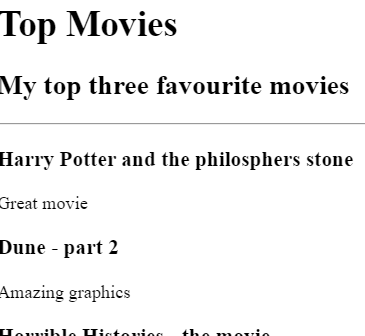 Top Movies
My top three favourite movies
Harry Potter and the philosphers stone
Great movie
Dune - part 2
Amazing graphics
Horrible Histories - the movie